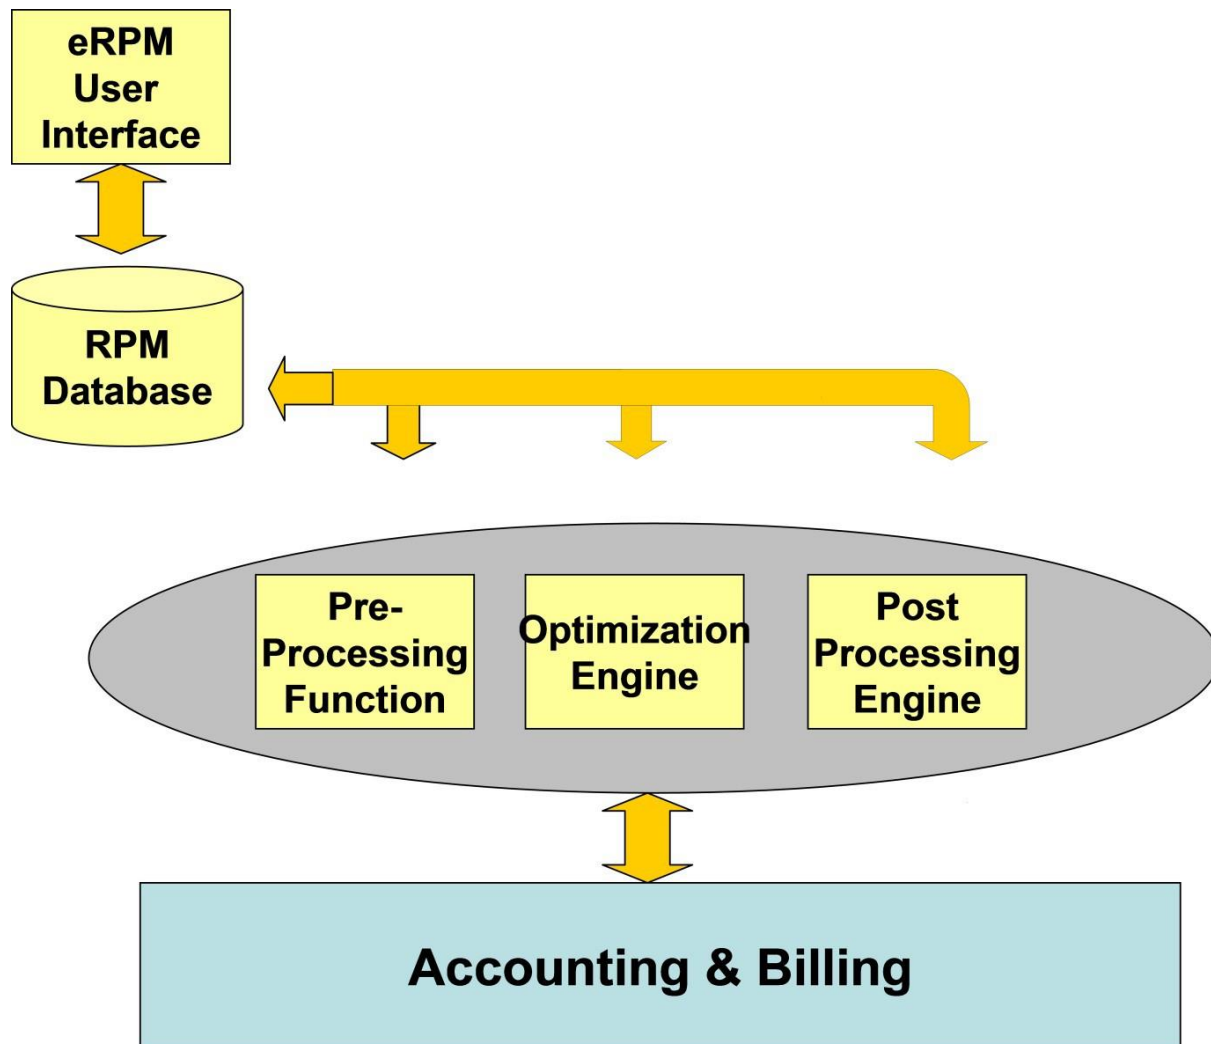 eRPM
User
Interface
RPM
Database
Pre-
Processing
Function
Optimization
Engine
Post
Processing
Engine
Accounting & Billing